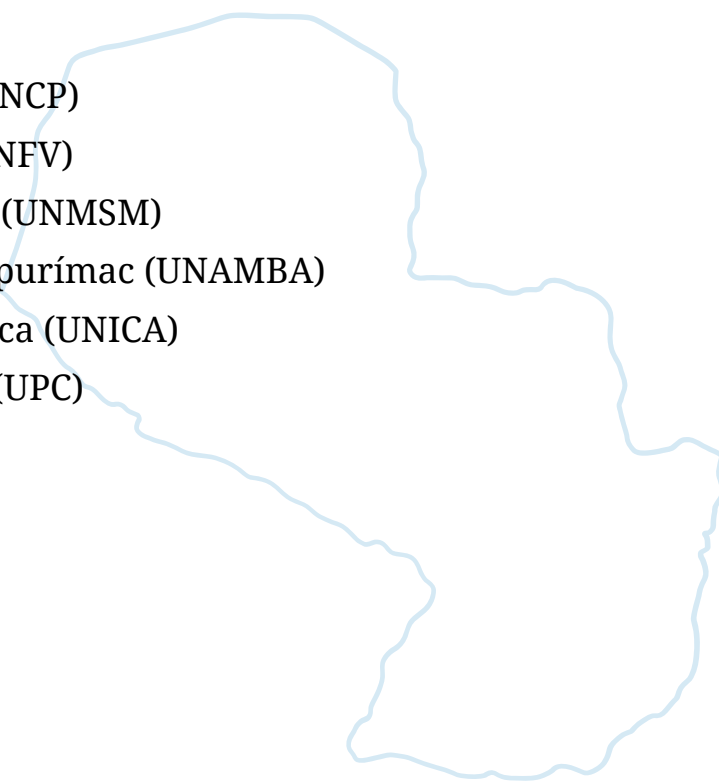 NCP)
NFV)
(UNMSM)
purímac (UNAMBA)
ca (UNICA)
(UPC)